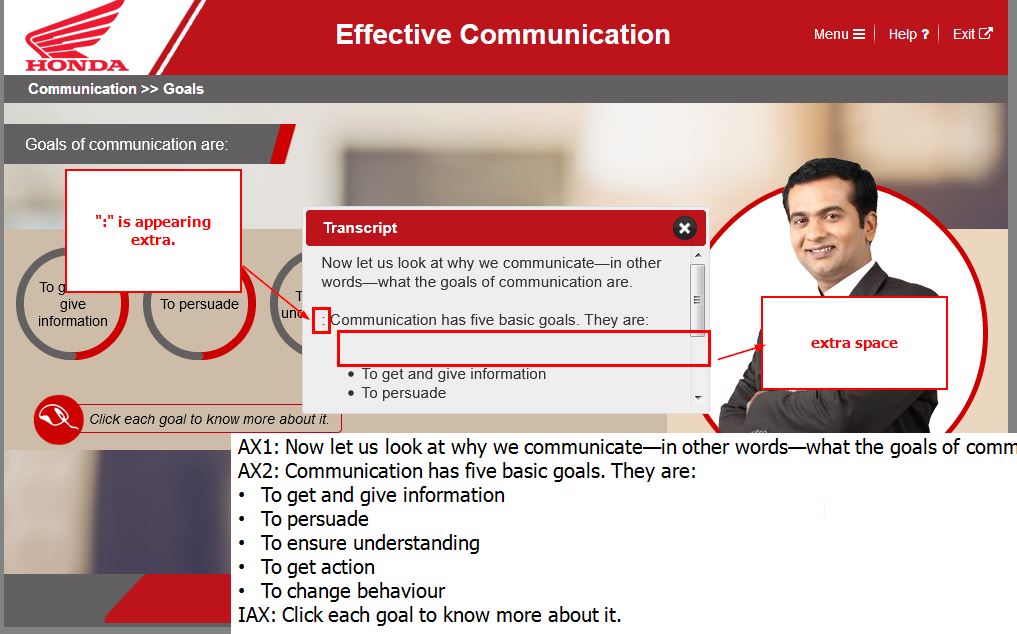 HONDA
Effective Communication
Menu
Help ?
Exit
Communication >> Goals
Goals of communication are:
":" is appearing
extra.
To g
give
information
To persuade
T
und
Transcript
Now let us look at why we communicate—in other
words—what the goals of communication are.
: Communication has five basic goals. They are:
• To get and give information
• To persuade
extra space
Click each goal to know more about it.
AX1: Now let us look at why we communicate—in other words—what the goals of comm
AX2: Communication has five basic goals. They are:
• To get and give information
• To persuade
• To ensure understanding
• To get action
• To change behaviour
IAX: Click each goal to know more about it.